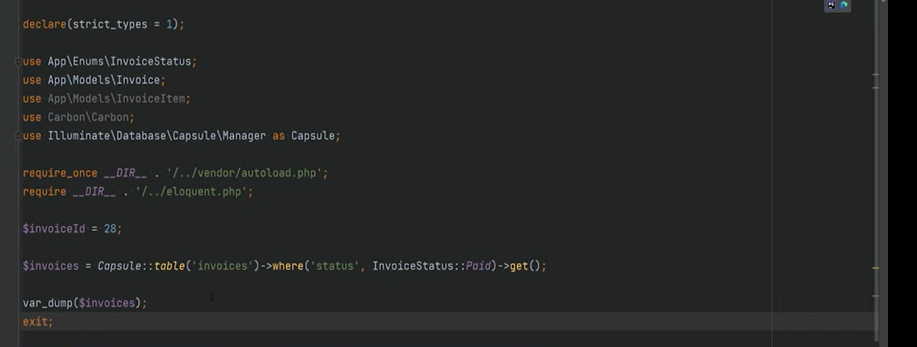 declare(strict_types = 1);
use App\Enums\InvoiceStatus;
use App\Models\Invoice;
use App\Models\InvoiceItem;
use Carbon\Carbon;
use Illuminate\Database\Capsule\Manager as Capsule;
require_once __DIR__ . '/../vendor/autoload.php';
require __DIR__ . '/../eloquent.php';
$invoiceId = 28;
$invoices = Capsule::table('invoices')->where('status', InvoiceStatus::Paid)->get();
var_dump($invoices);
exit;